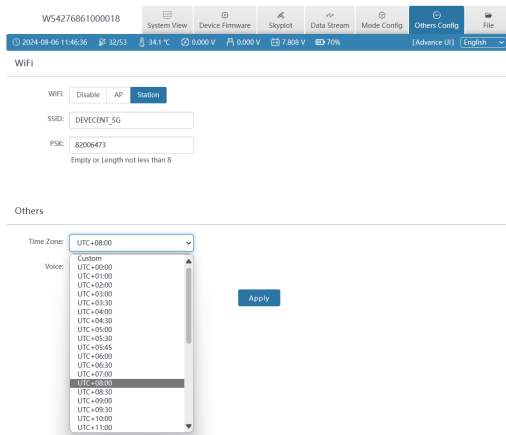 W54276861000018
System View
Device Firmware
Skyplot
Data Stream
Mode Config
Others Config
File
2024-08-06 11:46:36 32/53 34.1 ℃ 0.000 V 0.000 V 7.808 V 70% [Advance UI] English
WiFi
WiFi: Disable AP Station
SSID: DEVECENT_5G
PSK: 82006473
Empty or Length not less than 8
Others
Time Zone: UTC+08:00
Voice:
Custom
UTC+00:00
UTC+01:00
UTC+02:00
UTC+03:00
UTC+03:30
UTC+04:00
UTC+04:30
UTC+05:00
UTC+05:30
UTC+05:45
UTC+06:00
UTC+06:30
UTC+07:00
UTC+08:00
UTC+08:30
UTC+09:00
UTC+09:30
UTC+10:00
UTC+11:00
Apply